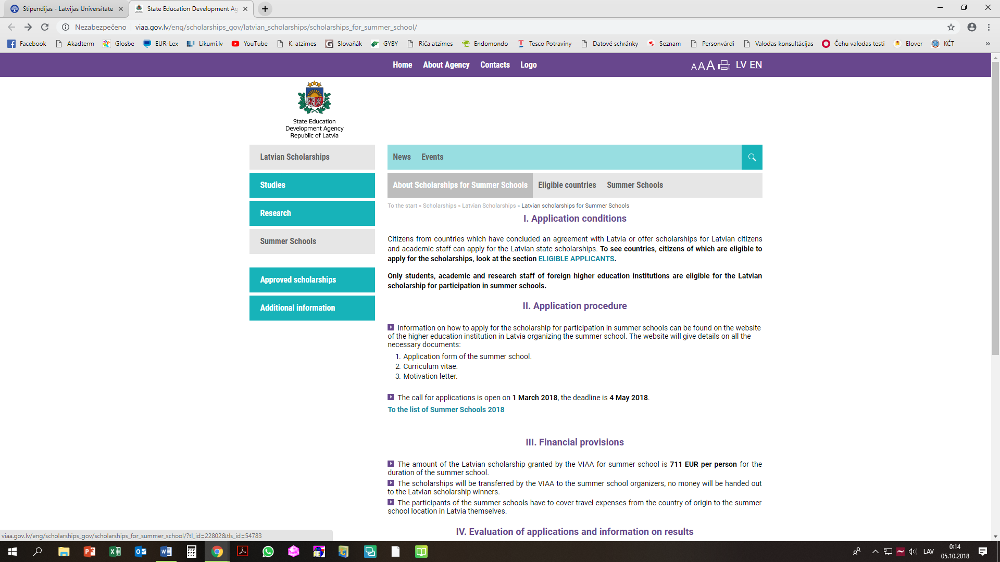 Stipendijas - Latvijas Universitāte
State Education Development Ag
Nezabezpečeno
viaa.gov.lv/eng/scholarships_gov/latvian_scholarships/scholarships_for_summer_school/
Facebook
Akadterm
Glosbe
EUR-Lex
Likumi.lv
YouTube
K. atzīmes
Slovaňák
GYBY
Riča atzīmes
Endomondo
Tesco Potraviny
Datové schránky
Seznam
Personvārdi
Valodas konsultācijas
Čehu valodas testi
Elover
KČT
»
Home About Agency Contacts Logo
A A A LV EN
State Education
Development Agency
Republic of Latvia
Latvian Scholarships
Studies
Research
Summer Schools
Approved scholarships
Additional information
News Events
About Scholarships for Summer Schools Eligible countries Summer Schools
To the start » Scholarships » Latvian Scholarships » Latvian scholarships for Summer Schools
I. Application conditions
Citizens from countries which have concluded an agreement with Latvia or offer scholarships for Latvian citizens
and academic staff can apply for the Latvian state scholarships. To see countries, citizens of which are eligible to
apply for the scholarships, look at the section ELIGIBLE APPLICANTS.
Only students, academic and research staff of foreign higher education institutions are eligible for the Latvian
scholarship for participation in summer schools.
II. Application procedure
Information on how to apply for the scholarship for participation in summer schools can be found on the website
of the higher education institution in Latvia organizing the summer school. The website will give details on all the
necessary documents:
1. Application form of the summer school.
2. Curriculum vitae.
3. Motivation letter.
The call for applications is open on 1 March 2018, the deadline is 4 May 2018.
To the list of Summer Schools 2018
III. Financial provisions
The amount of the Latvian scholarship granted by the VIAA for summer school is 711 EUR per person for the
duration of the summer school.
The scholarships will be transferred by the VIAA to the summer school organizers, no money will be handed out
to the Latvian scholarship winners.
The participants of the summer schools have to cover travel expenses from the country of origin to the summer
school location in Latvia themselves.
IV. Evaluation of applications and information on results
viaa.gov.lv/eng/scholarships_gov/scholarships_for_summer_school/?tl_id=22802&tls_id=54783
LAV
0:14
05.10.2018